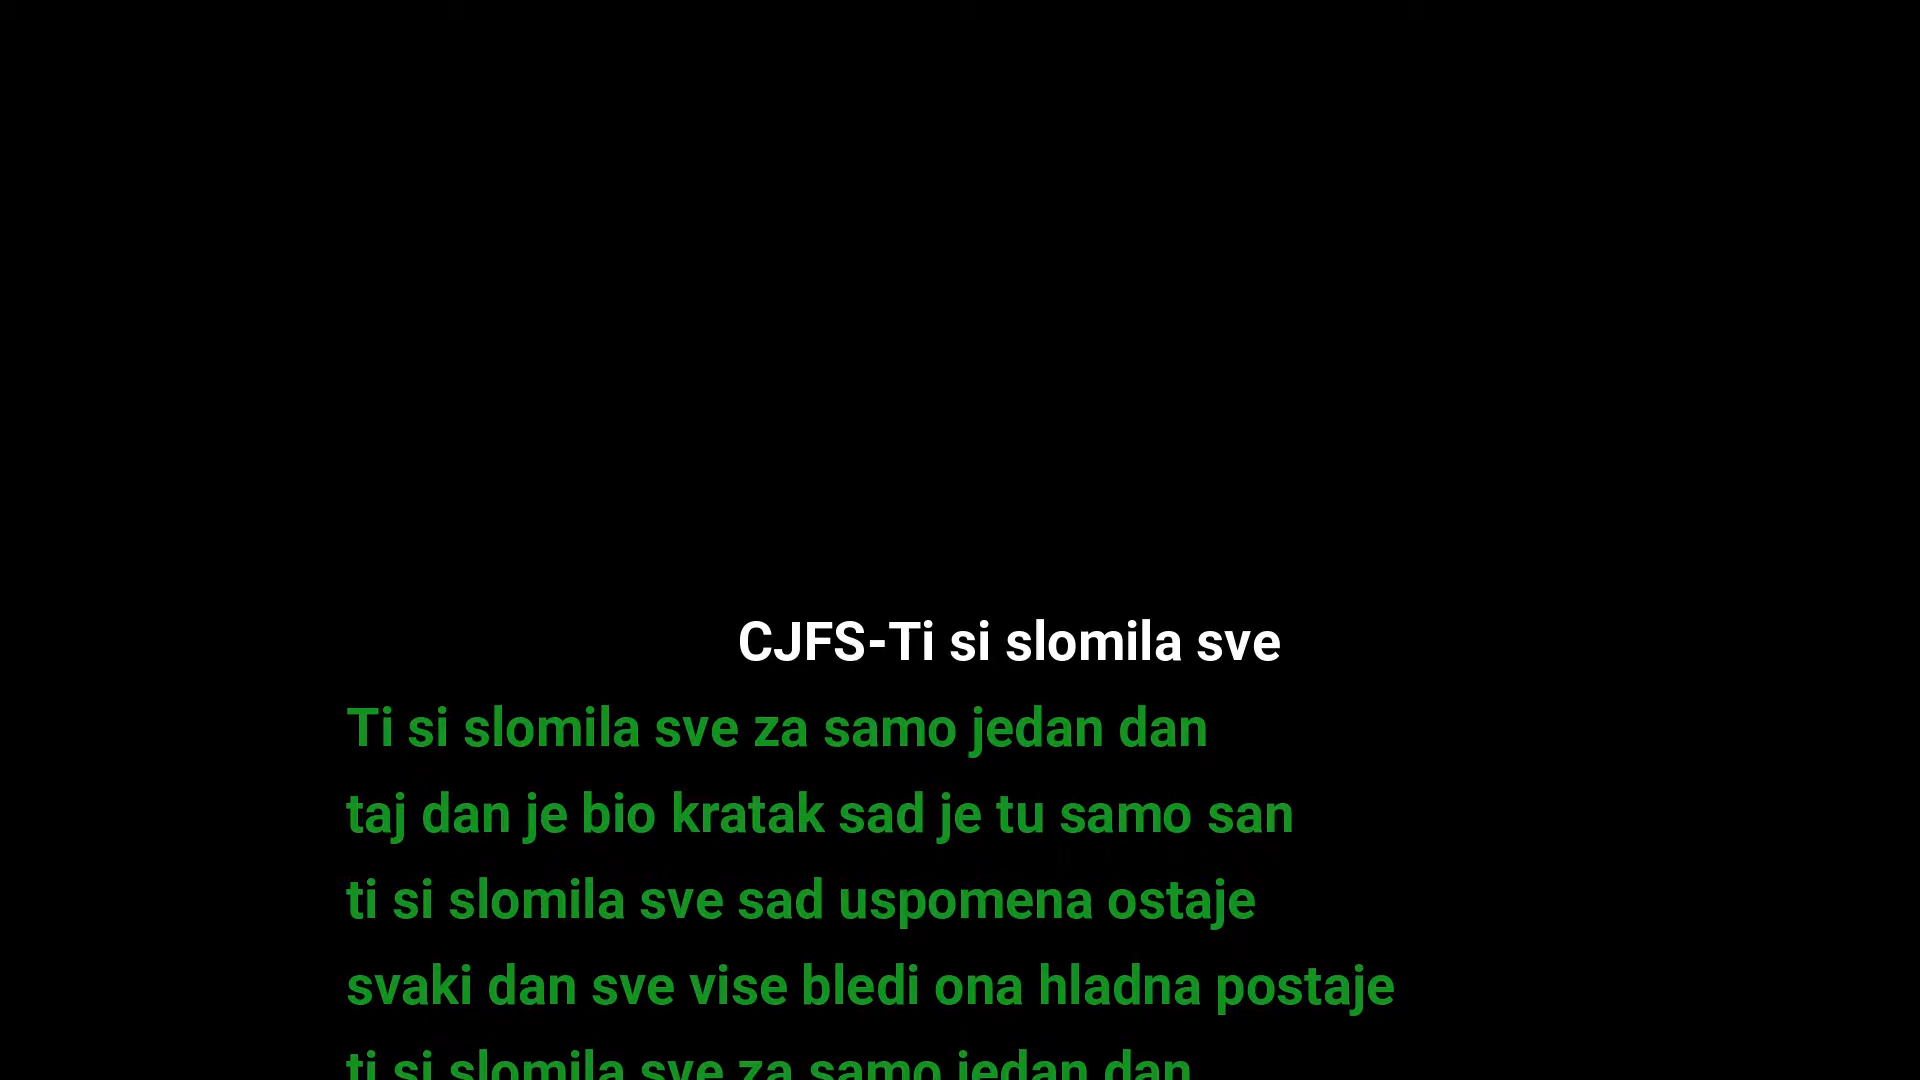 CJFS-Ti si slomila sve
Ti si slomila sve za samo jedan dan
taj dan je bio kratak sad je tu samo san
ti si slomila sve sad uspomena ostaje
svaki dan sve vise bledi ona hladna postaje
ti si slomila sve za samo jedan dan